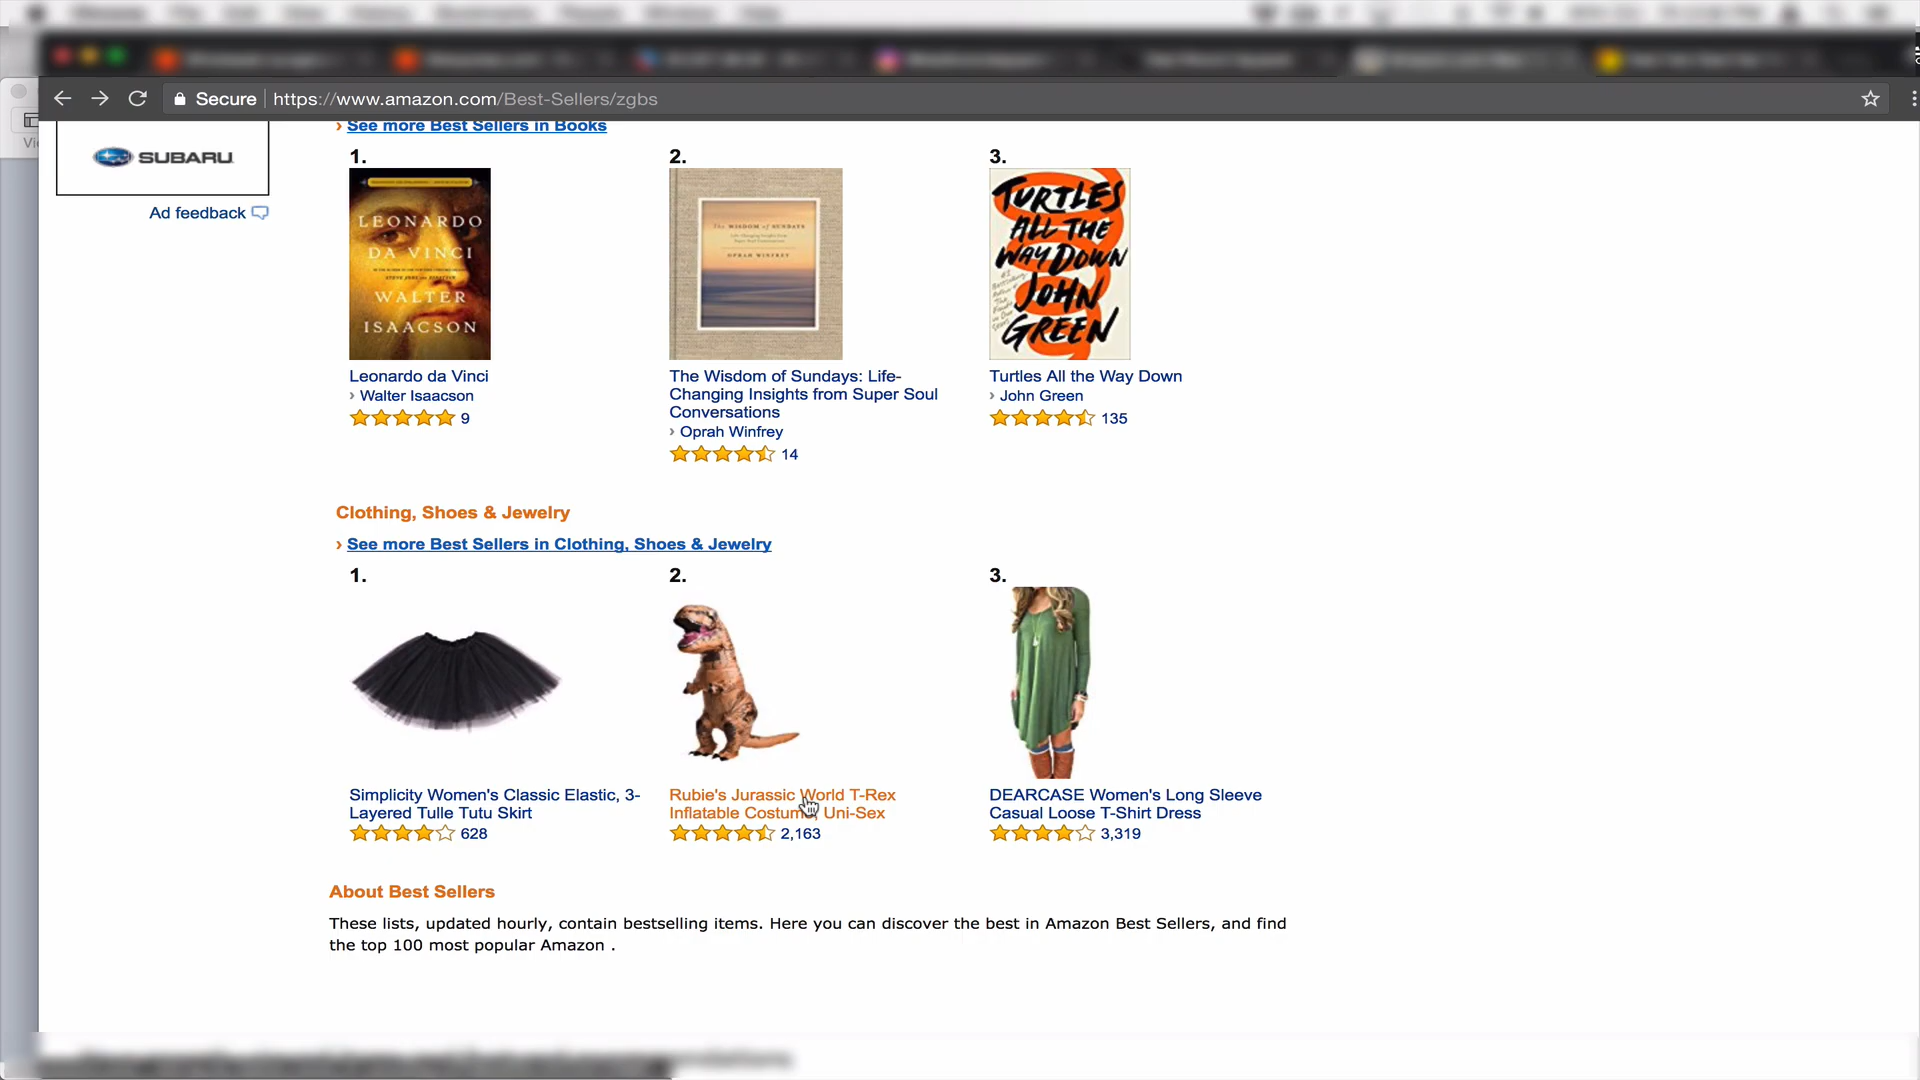 Secure | https://www.amazon.com/Best-Sellers/zgbs
SUBARU
Ad feedback
› See more Best Sellers in Books
1.
2.
3.
LEONARDO
DA VINCI
WALTER
ISAACSON
The WISDOM of SUNDAYS
OPRAH WINFREY
TURTLES
ALL THE
WAY DOWN
JOHN
GREEN
Leonardo da Vinci
› Walter Isaacson
9
The Wisdom of Sundays: Life-
Changing Insights from Super Soul
Conversations
› Oprah Winfrey
14
Turtles All the Way Down
› John Green
135
Clothing, Shoes & Jewelry
› See more Best Sellers in Clothing, Shoes & Jewelry
1.
2.
3.
Simplicity Women's Classic Elastic, 3-
Layered Tulle Tutu Skirt
628
Rubie's Jurassic World T-Rex
Inflatable Costume Uni-Sex
2,163
DEARCASE Women's Long Sleeve
Casual Loose T-Shirt Dress
3,319
About Best Sellers
These lists, updated hourly, contain bestselling items. Here you can discover the best in Amazon Best Sellers, and find
the top 100 most popular Amazon .